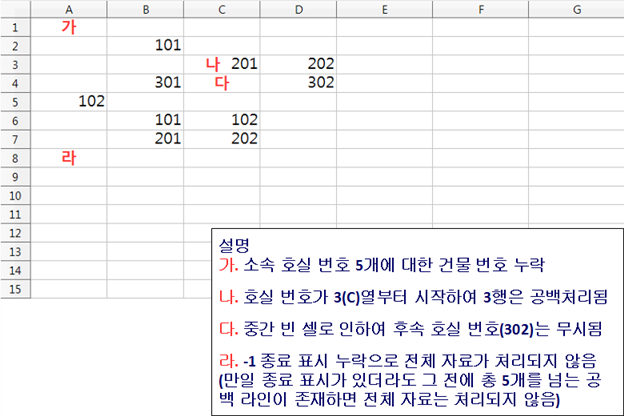 A B C D E F G
1 가
2 101
3 나 201 202
4 301 다 302
5 102
6 101 102
7 201 202
8 라
9
10
11
12
13
14
15
설명
가. 소속 호실 번호 5개에 대한 건물 번호 누락
나. 호실 번호가 3(C)열부터 시작하여 3행은 공백처리됨
다. 중간 빈 셀로 인하여 후속 호실 번호(302)는 무시됨
라. -1 종료 표시 누락으로 전체 자료가 처리되지 않음
(만일 종료 표시가 있더라도 그 전에 총 5개를 넘는 공
백 라인이 존재하면 전체 자료는 처리되지 않음)